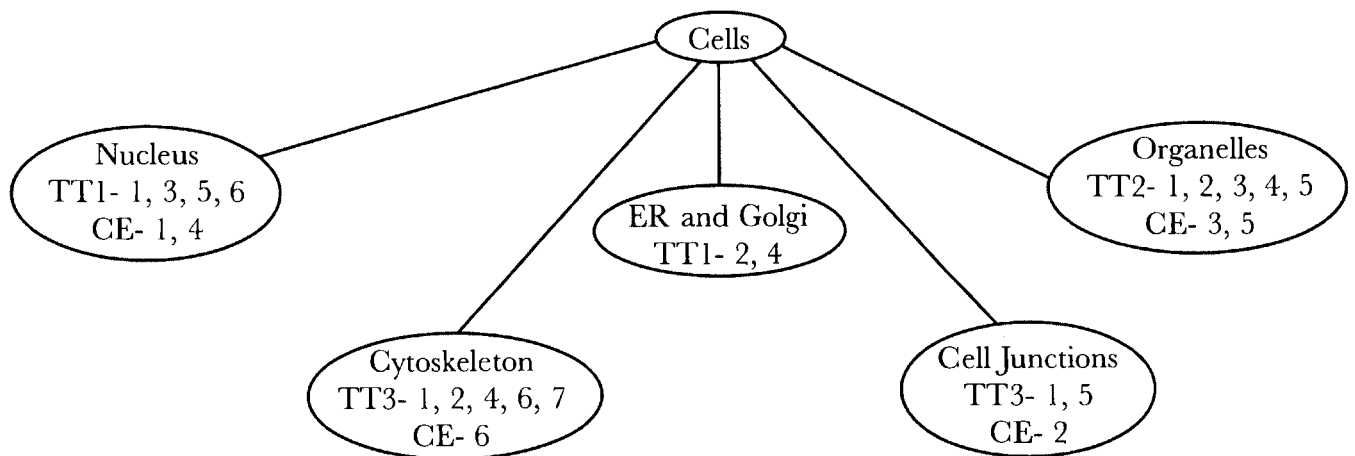 Cells
Nucleus
TT1- 1, 3, 5, 6
CE- 1, 4
ER and Golgi
TT1- 2, 4
Organelles
TT2- 1, 2, 3, 4, 5
CE- 3, 5
Cytoskeleton
TT3- 1, 2, 4, 6, 7
CE- 6
Cell Junctions
TT3- 1, 5
CE- 2